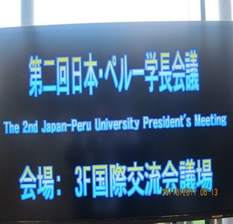 第二回日本・ペルー学長会議
The 2nd Japan-Peru University President's Meeting
会場：3F国際交流会議場